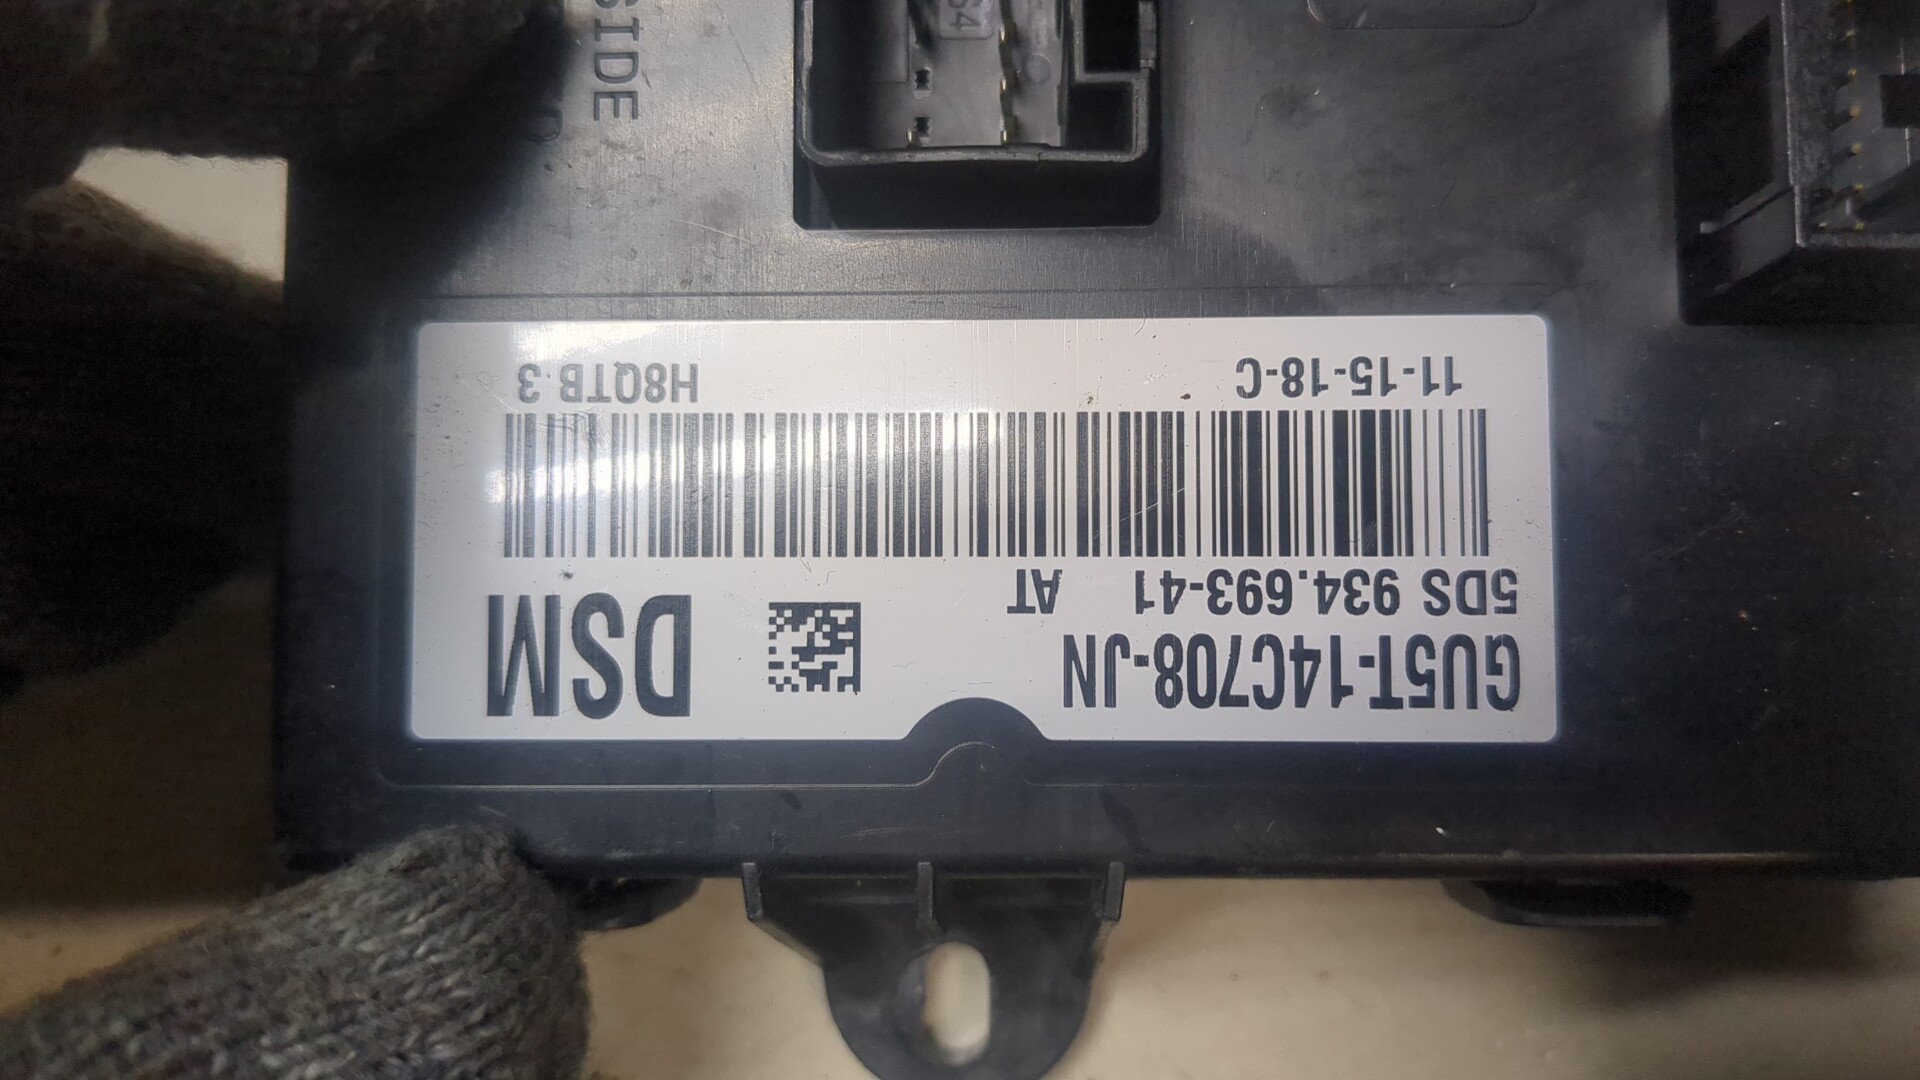 GU5T-14C708-JN
DSM
5DS 934.693-41 AT
11-15-18-C
H8QTB.3
SIDE